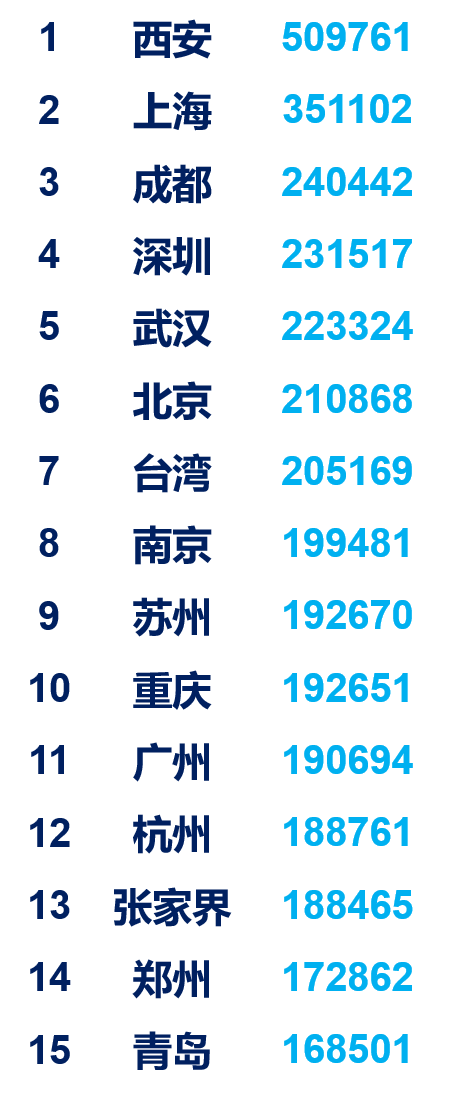 1 西安 509761
2 上海 351102
3 成都 240442
4 深圳 231517
5 武汉 223324
6 北京 210868
7 台湾 205169
8 南京 199481
9 苏州 192670
10 重庆 192651
11 广州 190694
12 杭州 188761
13 张家界 188465
14 郑州 172862
15 青岛 168501